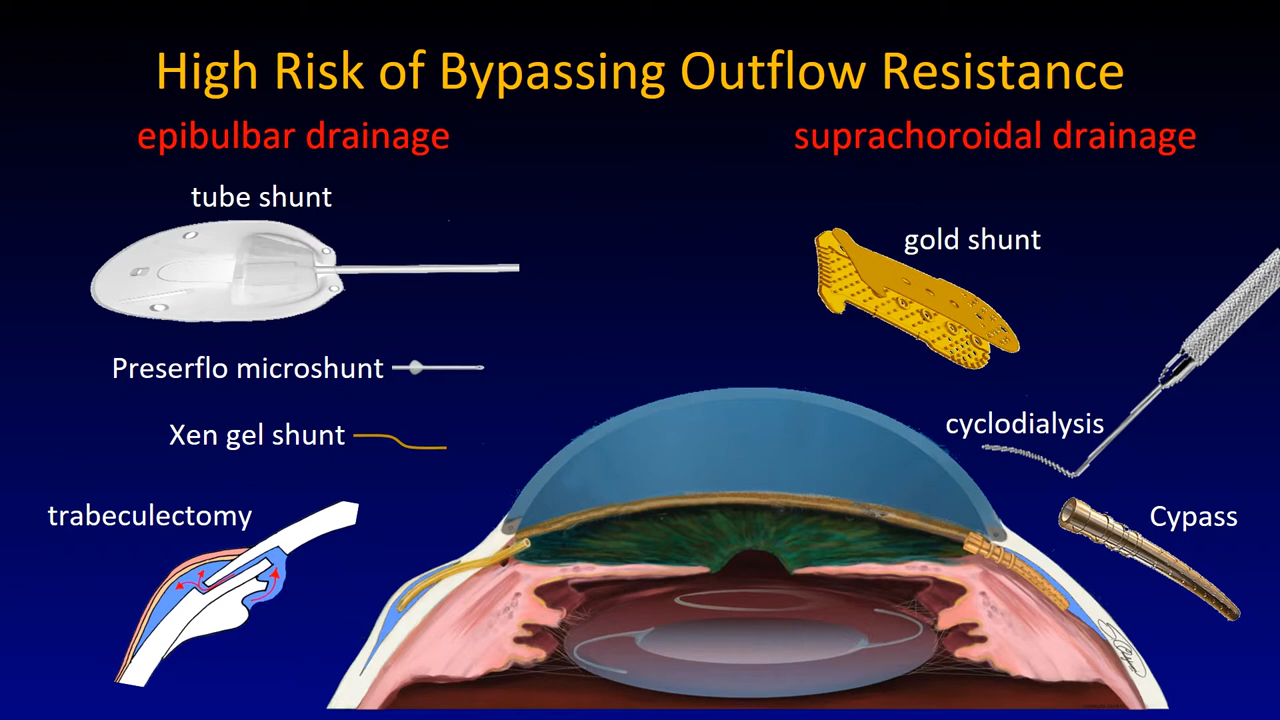 High Risk of Bypassing Outflow Resistance
epibulbar drainage
suprachoroidal drainage
tube shunt
gold shunt
Preserflo microshunt
Xen gel shunt
cyclodialysis
trabeculectomy
Cypass